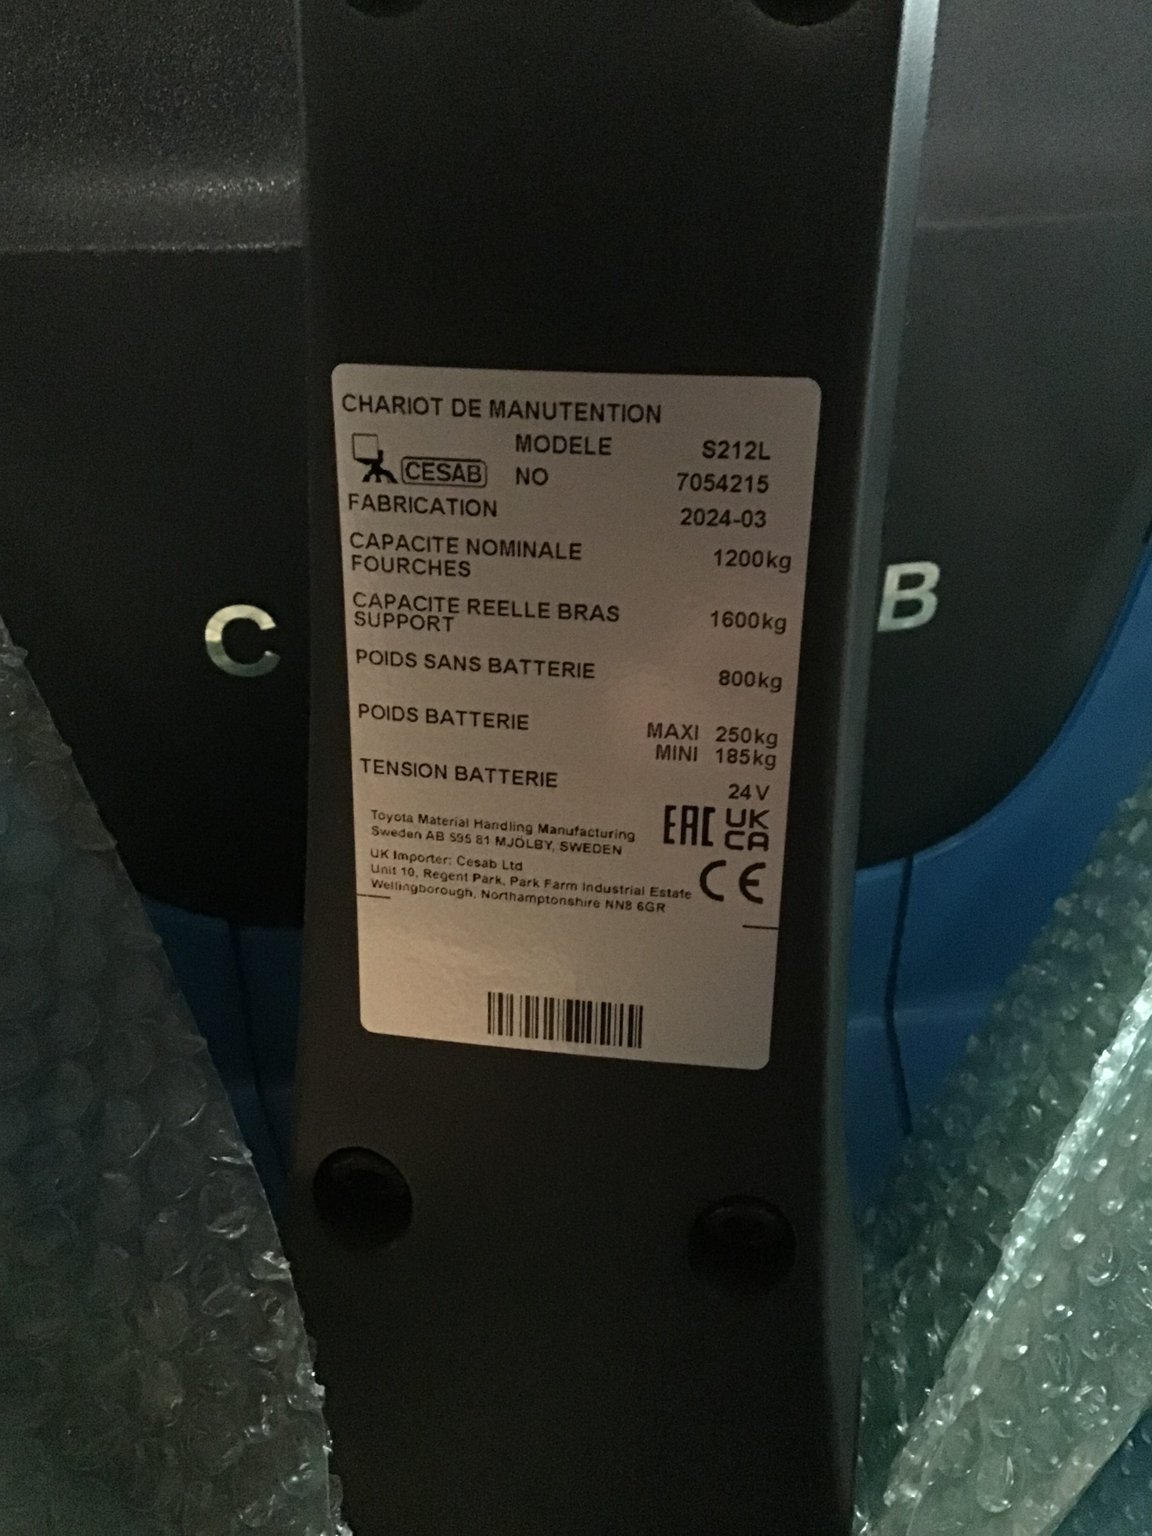 CHARIOT DE MANUTENTION
MODELE S212L
CESAB NO 7054215
FABRICATION 2024-03
CAPACITE NOMINALE 1200kg
FOURCHES
CAPACITE REELLE BRAS 1600kg
SUPPORT
POIDS SANS BATTERIE 800kg
POIDS BATTERIE MAXI 250kg
MINI 185kg
TENSION BATTERIE 24V
Toyota Material Handling Manufacturing
Sweden AB 595 81 MJÖLBY, SWEDEN
EAC UK
CA
UK Importer: Cesab Ltd
Unit 10, Regent Park, Park Farm Industrial Estate
Wellingborough, Northamptonshire NN8 6GR
CE
C B